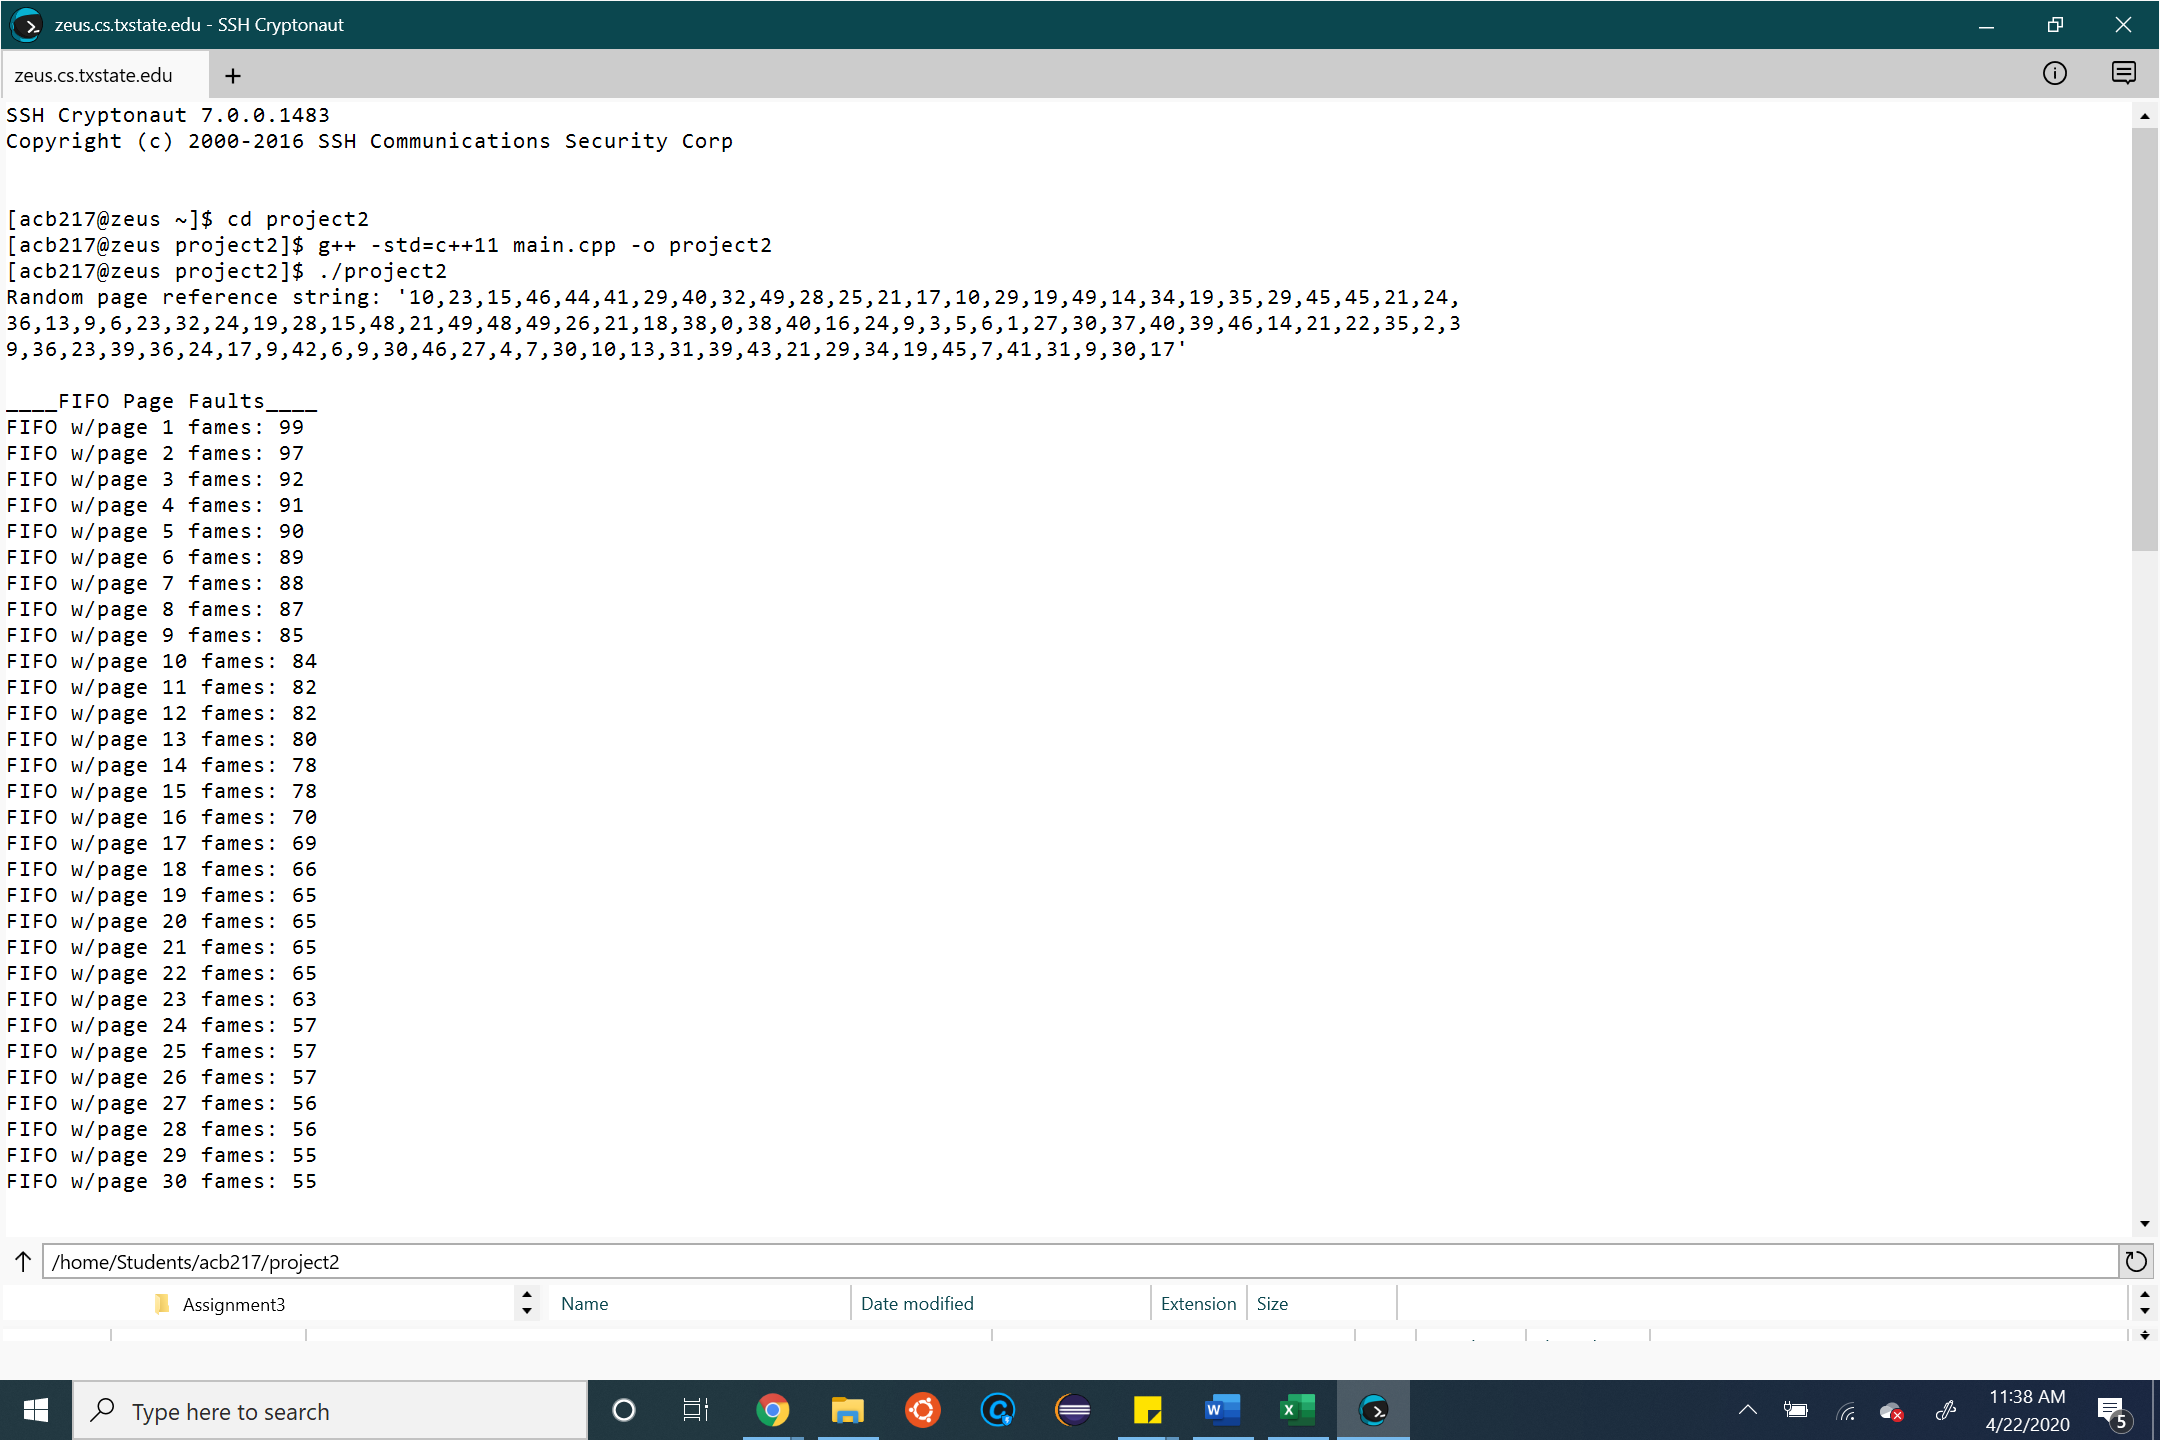 zeus.cs.txstate.edu - SSH Cryptonaut
zeus.cs.txstate.edu
SSH Cryptonaut 7.0.0.1483
Copyright (c) 2000-2016 SSH Communications Security Corp
[acb217@zeus ~]$ cd project2
[acb217@zeus project2]$ g++ -std=c++11 main.cpp -o project2
[acb217@zeus project2]$ ./project2
Random page reference string: '10,23,15,46,44,41,29,40,32,49,28,25,21,17,10,29,19,49,14,34,19,35,29,45,45,21,24,
36,13,9,6,23,32,24,19,28,15,48,21,49,48,49,26,21,18,38,0,38,40,16,24,9,3,5,6,1,27,30,37,40,39,46,14,21,22,35,2,3
9,36,23,39,36,24,17,9,42,6,9,30,46,27,4,7,30,10,13,31,39,43,21,29,34,19,45,7,41,31,9,30,17'
____FIFO Page Faults____
FIFO w/page 1 fames: 99
FIFO w/page 2 fames: 97
FIFO w/page 3 fames: 92
FIFO w/page 4 fames: 91
FIFO w/page 5 fames: 90
FIFO w/page 6 fames: 89
FIFO w/page 7 fames: 88
FIFO w/page 8 fames: 87
FIFO w/page 9 fames: 85
FIFO w/page 10 fames: 84
FIFO w/page 11 fames: 82
FIFO w/page 12 fames: 82
FIFO w/page 13 fames: 80
FIFO w/page 14 fames: 78
FIFO w/page 15 fames: 78
FIFO w/page 16 fames: 70
FIFO w/page 17 fames: 69
FIFO w/page 18 fames: 66
FIFO w/page 19 fames: 65
FIFO w/page 20 fames: 65
FIFO w/page 21 fames: 65
FIFO w/page 22 fames: 65
FIFO w/page 23 fames: 63
FIFO w/page 24 fames: 57
FIFO w/page 25 fames: 57
FIFO w/page 26 fames: 57
FIFO w/page 27 fames: 56
FIFO w/page 28 fames: 56
FIFO w/page 29 fames: 55
FIFO w/page 30 fames: 55
/home/Students/acb217/project2
Assignment3 Name Date modified Extension Size
Type here to search
11:38 AM
4/22/2020
5